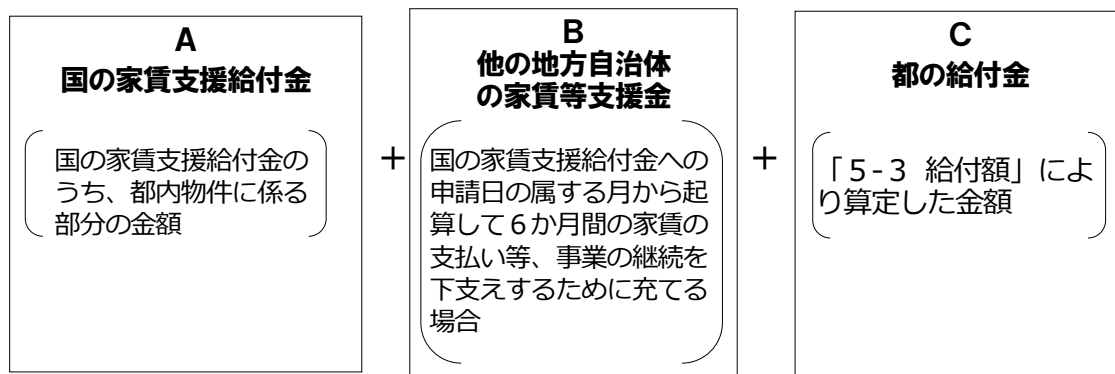 A
国の家賃支援給付金
国の家賃支援給付金の
うち、都内物件に係る
部分の金額
+
B
他の地方自治体
の家賃等支援金
国の家賃支援給付金への
申請日の属する月から起
算して6か月間の家賃の
支払い等、事業の継続を
下支えするために充てる
場合
+
C
都の給付金
「5-3 給付額」によ
り算定した金額